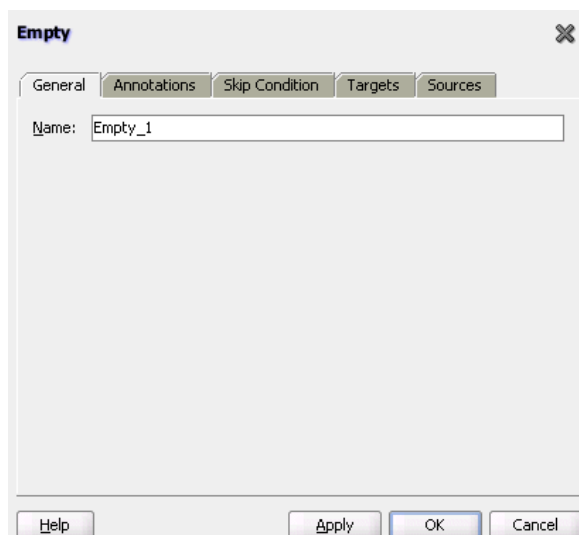 Empty
General Annotations Skip Condition Targets Sources
Name: Empty_1
Help Apply OK Cancel